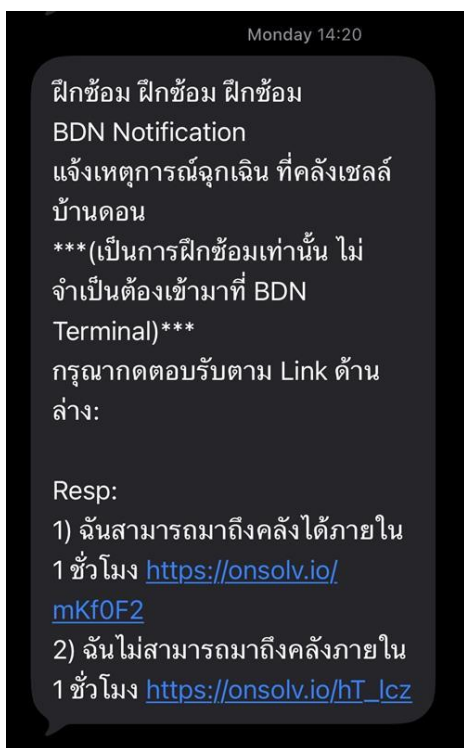 Monday 14:20
ฝึกซ้อม ฝึกซ้อม ฝึกซ้อม
BDN Notification
แจ้งเหตุการณ์ฉุกเฉิน ที่คลังเชลล์
บ้านดอน
***(เป็นการฝึกซ้อมเท่านั้น ไม่
จำเป็นต้องเข้ามาที่ BDN
Terminal)***
กรุณากดตอบรับตาม Link ด้าน
ล่าง:
Resp:
1) ฉันสามารถมาถึงคลังได้ภายใน
1 ชั่วโมง https://onsolv.io/
mKf0F2
2) ฉันไม่สามารถมาถึงคลังภายใน
1 ชั่วโมง https://onsolv.io/hT_lcz